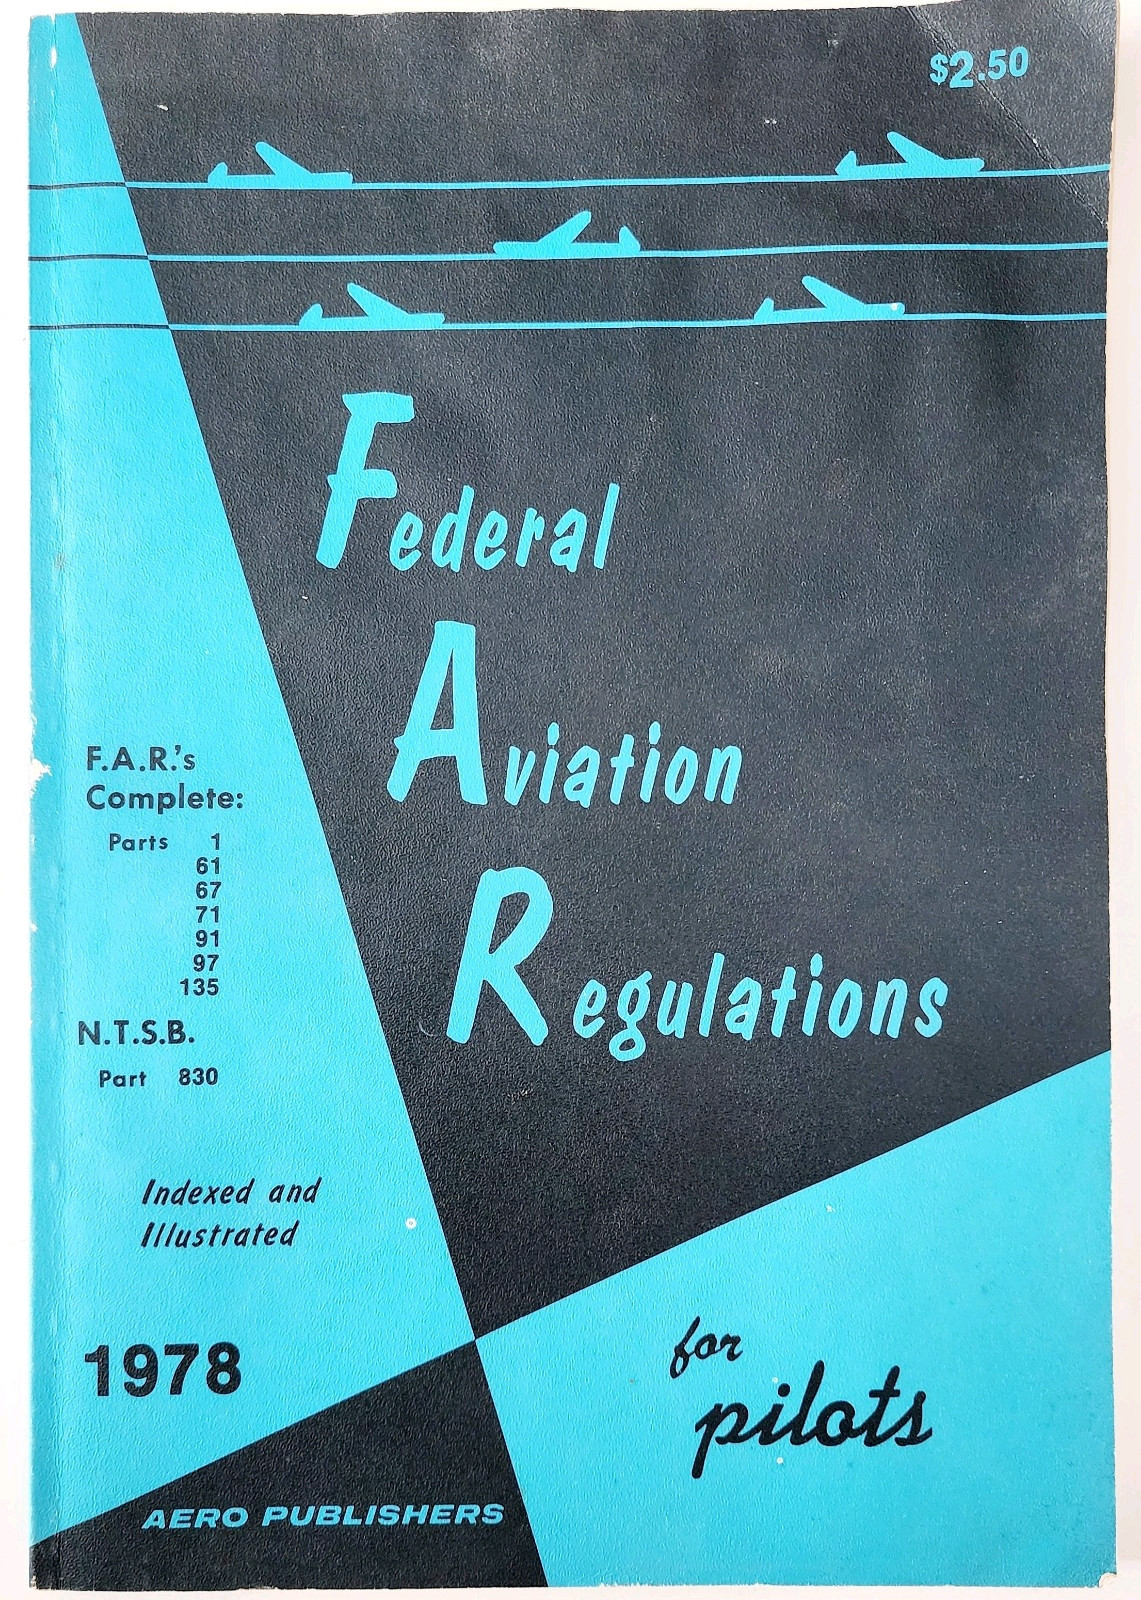 $2.50
Federal
Aviation
Regulations
F.A.R.'s
Complete:
Parts 1
61
67
71
91
97
135
N.T.S.B.
Part 830
Indexed and
Illustrated
1978
for
pilots
AERO PUBLISHERS